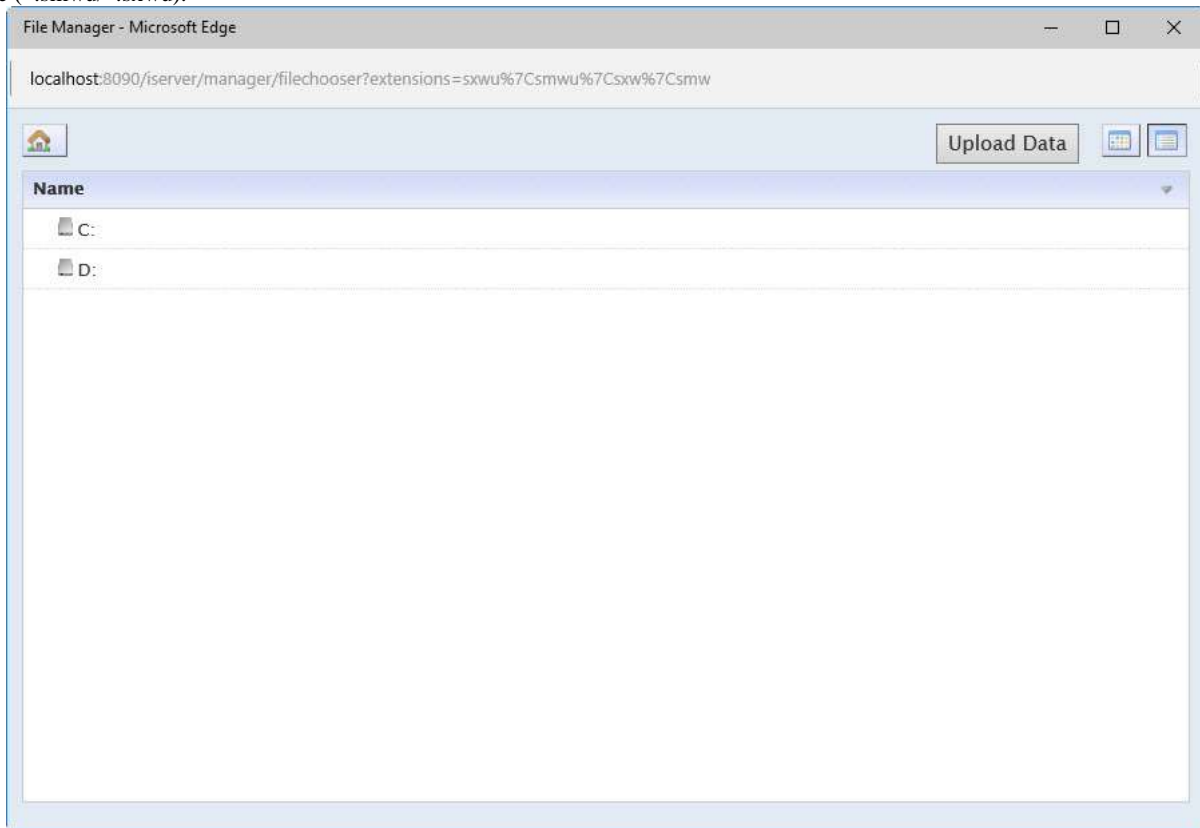 File Manager - Microsoft Edge
localhost:8090/iserver/manager/filechooser?extensions=sxwu%7Csmwu%7Csxw%7Csmw
Upload Data
Name
C:
D: